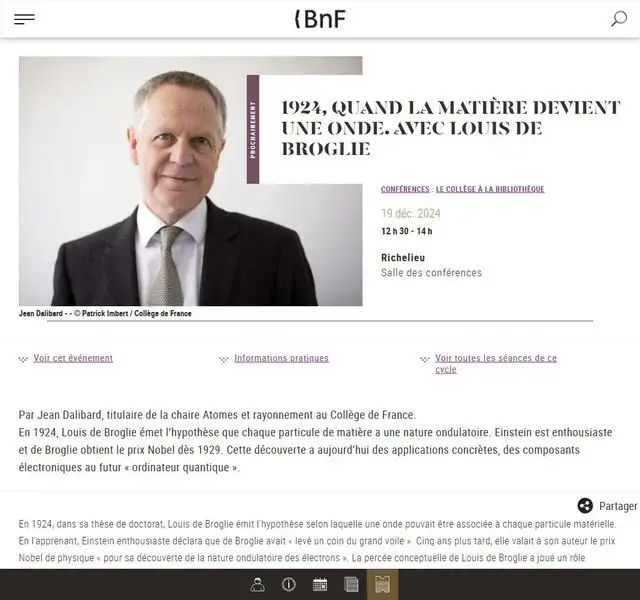 BnF
PROCHAINEMENT
1924, QUAND LA MATIÈRE DEVIENT
UNE ONDE. AVEC LOUIS DE
BROGLIE
CONFÉRENCES : LE COLLÈGE À LA BIBLIOTHÈQUE
19 déc. 2024
12 h 30 - 14 h
Richelieu
Salle des conférences
Jean Dalibard - - © Patrick Imbert / Collège de France
Voir cet événement
Informations pratiques
Voir toutes les séances de ce
cycle
Par Jean Dalibard, titulaire de la chaire Atomes et rayonnement au Collège de France.
En 1924, Louis de Broglie émet l'hypothèse que chaque particule de matière a une nature ondulatoire. Einstein est enthousiaste
et de Broglie obtient le prix Nobel dès 1929. Cette découverte a aujourd'hui des applications concrètes, des composants
électroniques au futur « ordinateur quantique ».
Partager
En 1924, dans sa thèse de doctorat, Louis de Broglie émit l'hypothèse selon laquelle une onde pouvait être associée à chaque particule matérielle.
En l'apprenant, Einstein enthousiaste déclara que de Broglie avait « levé un coin du grand voile ». Cinq ans plus tard, elle valait à son auteur le prix
Nobel de physique « pour sa découverte de la nature ondulatoire des électrons ». La percée conceptuelle de Louis de Broglie a joué un rôle